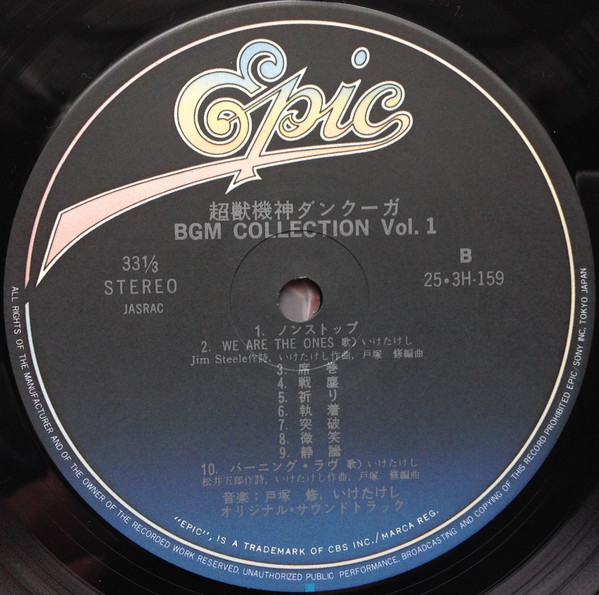 Epic
超獣機神ダンクーガ
BGM COLLECTION Vol. 1
33⅓
STEREO
JASRAC
B
25・3H-159
1. ノンストップ
2. WE ARE THE ONES 歌〉いけたけし
Jim Steele作詩, いけたけし作曲, 戸塚 修編曲
3. 席巻
4. 戦塵
5. 祈り
6. 執着
7. 突破
8. 微笑
9. 静謐
10. バーニング・ラヴ 歌〉いけたけし
松井五郎作詩, いけたけし作曲, 戸塚 修編曲
音楽：戸塚 修, いけたけし
オリジナル・サウンドトラック
"EPIC", IS A TRADEMARK OF CBS INC./MARCA REG.
ALL RIGHTS OF THE MANUFACTURER AND OF THE OWNER OF THE RECORDED WORK RESERVED. UNAUTHORIZED PUBLIC PERFORMANCE, BROADCASTING AND COPYING OF THIS RECORD PROHIBITED EPIC/SONY INC. TOKYO JAPAN